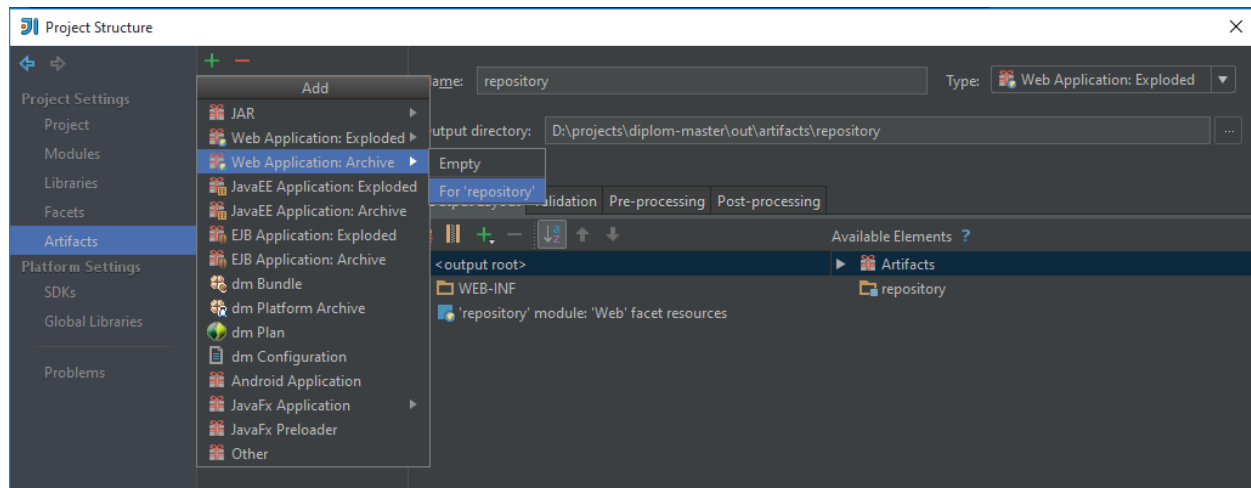 Project Structure
Project Settings
Project
Modules
Libraries
Facets
Artifacts
Platform Settings
SDKs
Global Libraries
Problems
Add
JAR
Web Application: Exploded
Web Application: Archive
JavaEE Application: Exploded
JavaEE Application: Archive
EJB Application: Exploded
EJB Application: Archive
dm Bundle
dm Platform Archive
dm Plan
dm Configuration
Android Application
JavaFx Application
JavaFx Preloader
Other
Empty
For 'repository'
ame: repository Type: Web Application: Exploded
utput directory: D:\projects\diplom-master\out\artifacts\repository ...
alidation Pre-processing Post-processing
Available Elements ?
<output root>
WEB-INF
'repository' module: 'Web' facet resources
Artifacts
repository